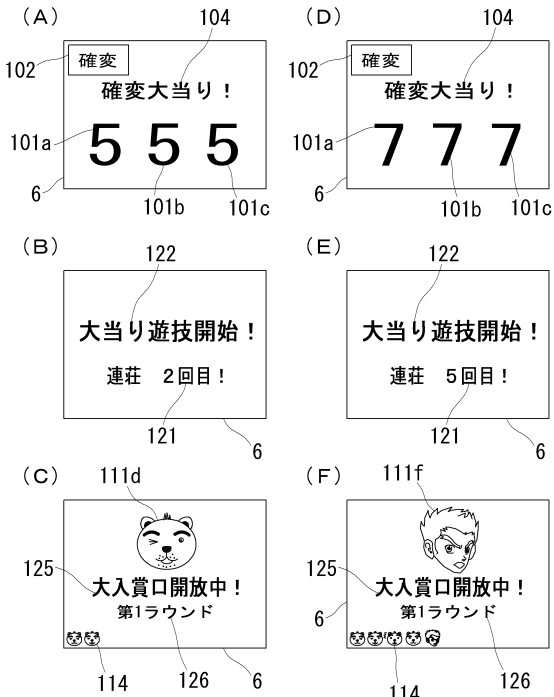 (A)
104
102
確変
確変大当り！
101a
5 5 5
6
101b
101c
(B)
122
大当り遊技開始！
連荘 2回目！
121
6
(C)
111d
125
大入賞口開放中！
第1ラウンド
114
126
6
(D)
104
102
確変
確変大当り！
101a
7 7 7
6
101b
101c
(E)
122
大当り遊技開始！
連荘 5回目！
121
6
(F)
111f
125
大入賞口開放中！
6
第1ラウンド
114
126